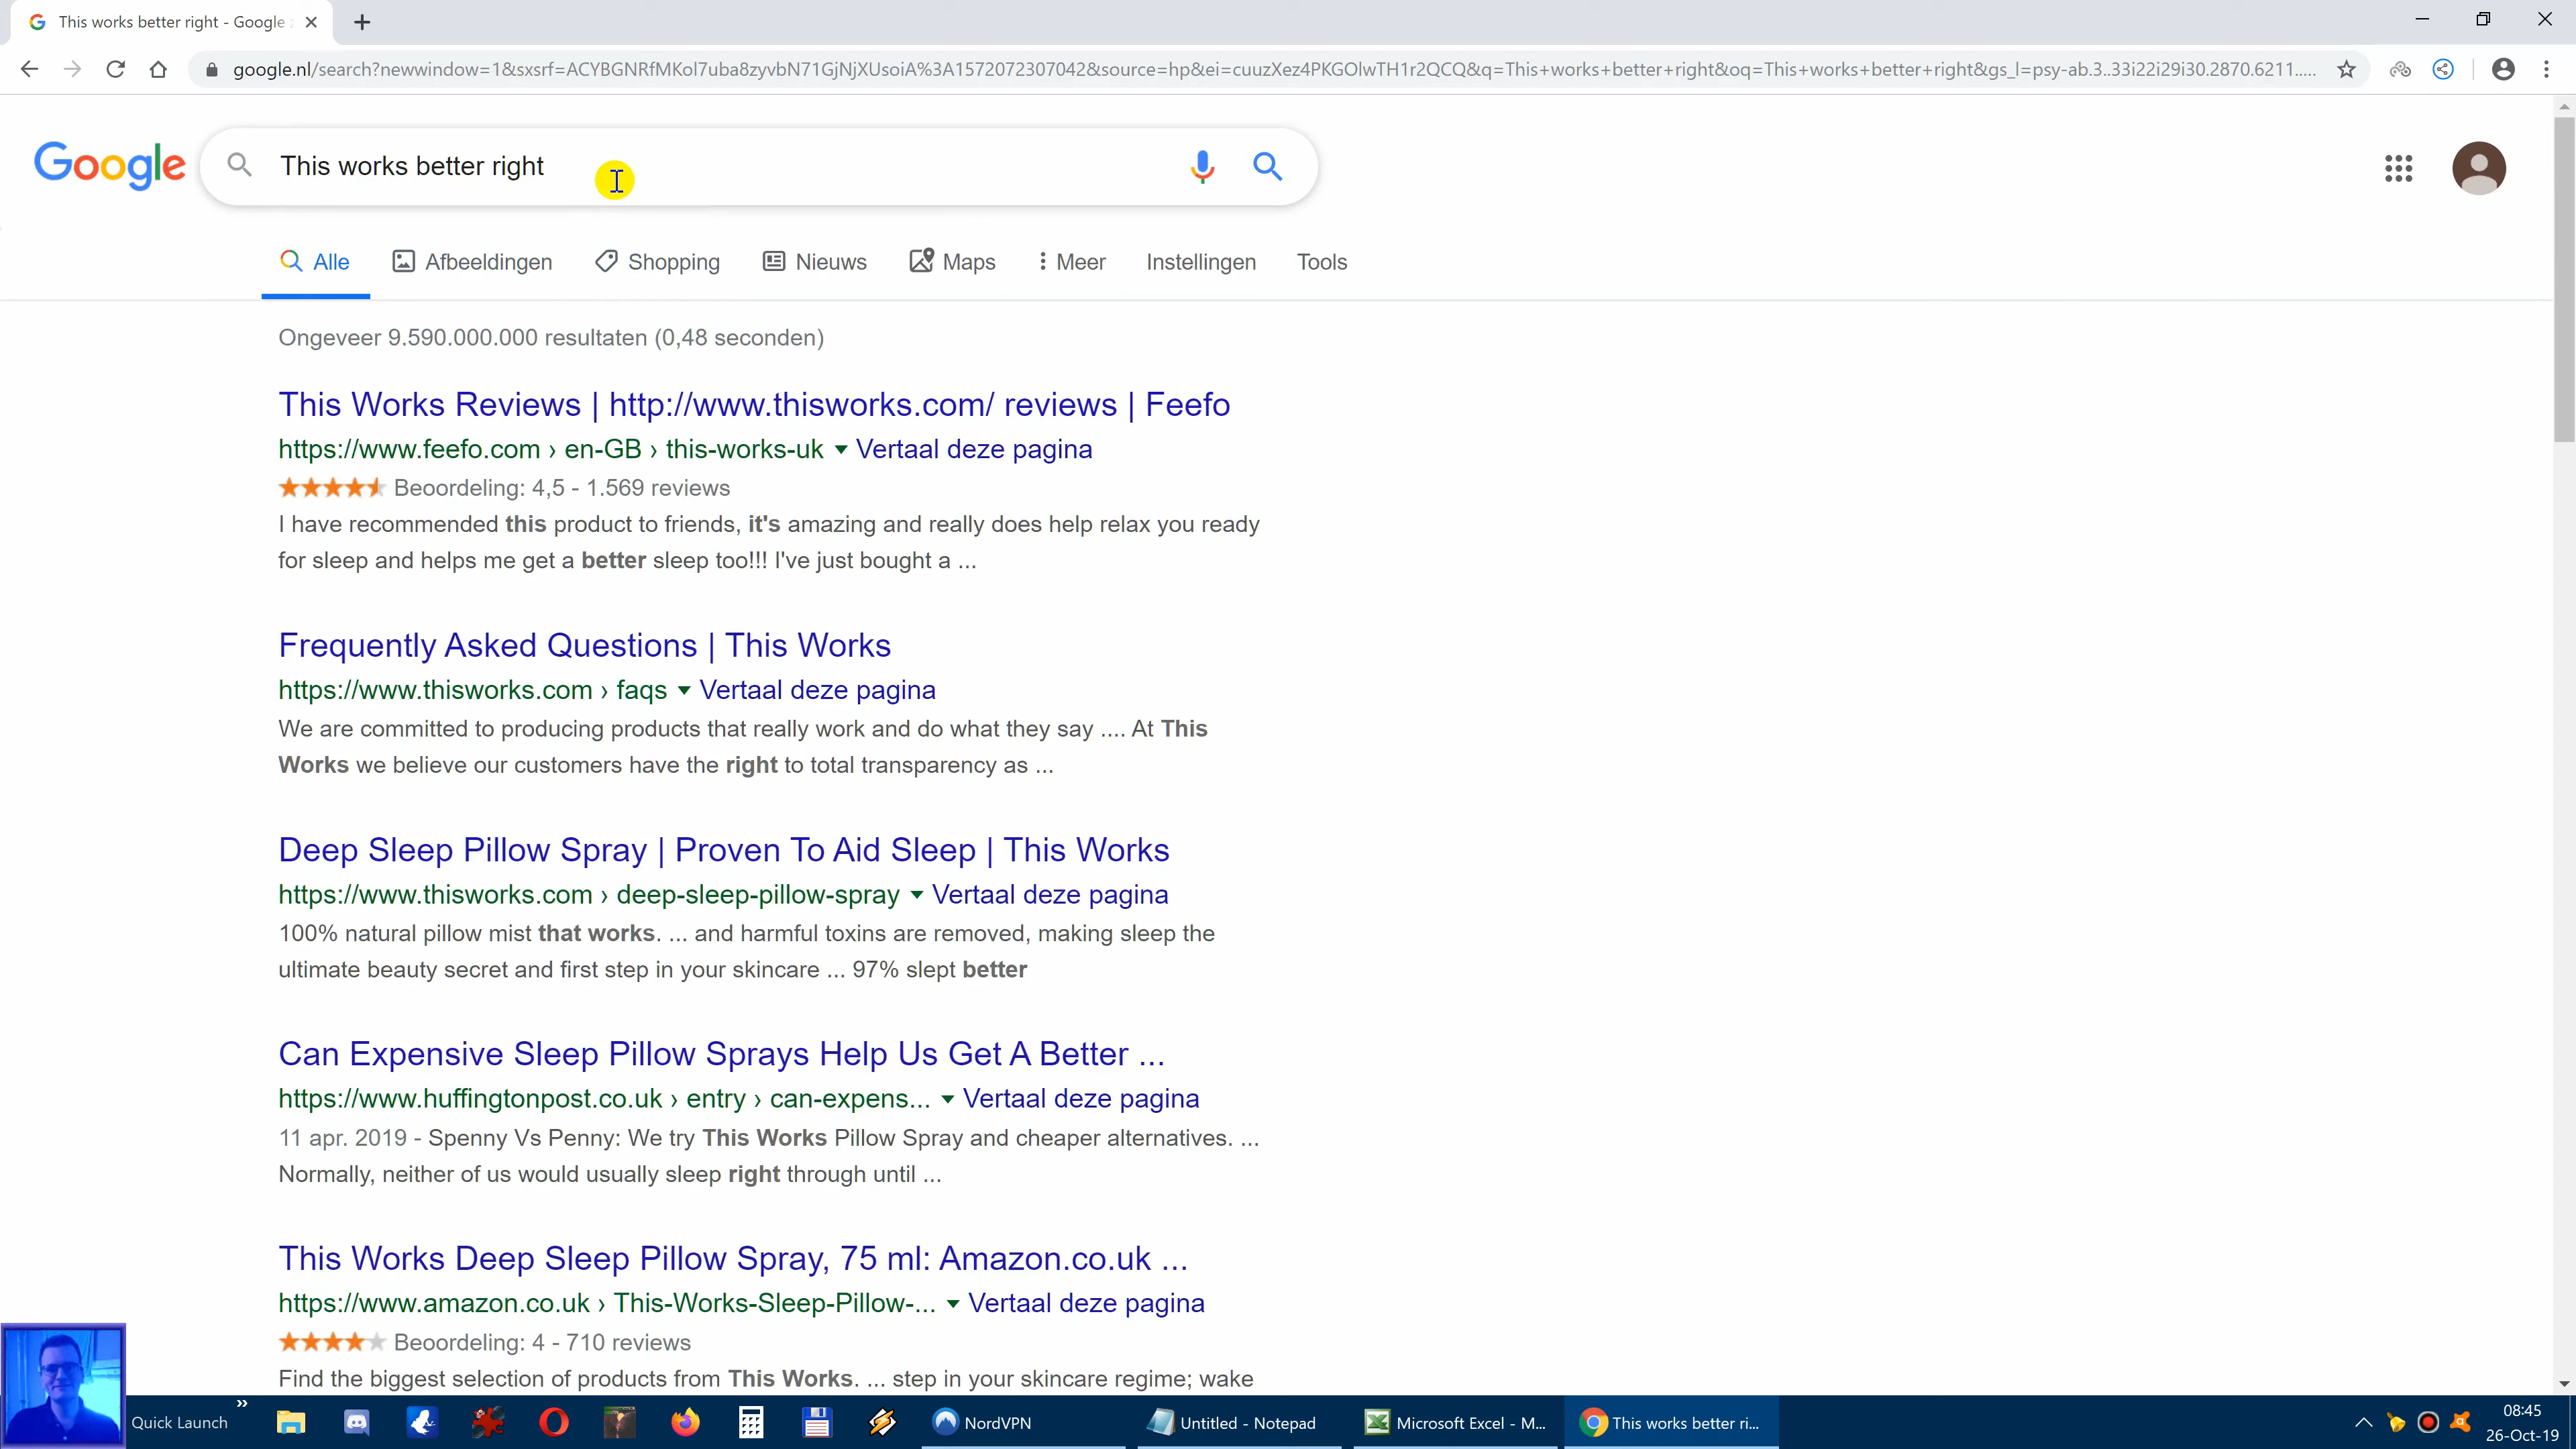 This works better right - Google
google.nl/search?newwindow=1&sxsrf=ACYBGNRfMKol7uba8zyvbN71GjNjXUsoiA%3A1572072307042&source=hp&ei=cuuzXez4PKGOlwTH1r2QCQ&q=This+works+better+right&oq=This+works+better+right&gs_l=psy-ab.3..33i22i29i30.2870.6211.....
Google
This works better right
Alle Afbeeldingen Shopping Nieuws Maps Meer Instellingen Tools
Ongeveer 9.590.000.000 resultaten (0,48 seconden)
This Works Reviews | http://www.thisworks.com/ reviews | Feefo
https://www.feefo.com › en-GB › this-works-uk ▾ Vertaal deze pagina
Beoordeling: 4,5 - 1.569 reviews
I have recommended this product to friends, it's amazing and really does help relax you ready
for sleep and helps me get a better sleep too!!! I've just bought a ...
Frequently Asked Questions | This Works
https://www.thisworks.com › faqs ▾ Vertaal deze pagina
We are committed to producing products that really work and do what they say .... At This
Works we believe our customers have the right to total transparency as ...
Deep Sleep Pillow Spray | Proven To Aid Sleep | This Works
https://www.thisworks.com › deep-sleep-pillow-spray ▾ Vertaal deze pagina
100% natural pillow mist that works. ... and harmful toxins are removed, making sleep the
ultimate beauty secret and first step in your skincare ... 97% slept better
Can Expensive Sleep Pillow Sprays Help Us Get A Better ...
https://www.huffingtonpost.co.uk › entry › can-expens... ▾ Vertaal deze pagina
11 apr. 2019 - Spenny Vs Penny: We try This Works Pillow Spray and cheaper alternatives. ...
Normally, neither of us would usually sleep right through until ...
This Works Deep Sleep Pillow Spray, 75 ml: Amazon.co.uk ...
https://www.amazon.co.uk › This-Works-Sleep-Pillow-... ▾ Vertaal deze pagina
Beoordeling: 4 - 710 reviews
Find the biggest selection of products from This Works. ... step in your skincare regime; wake
Quick Launch » NordVPN Untitled - Notepad Microsoft Excel - M... This works better ri... 08:45
26-Oct-19